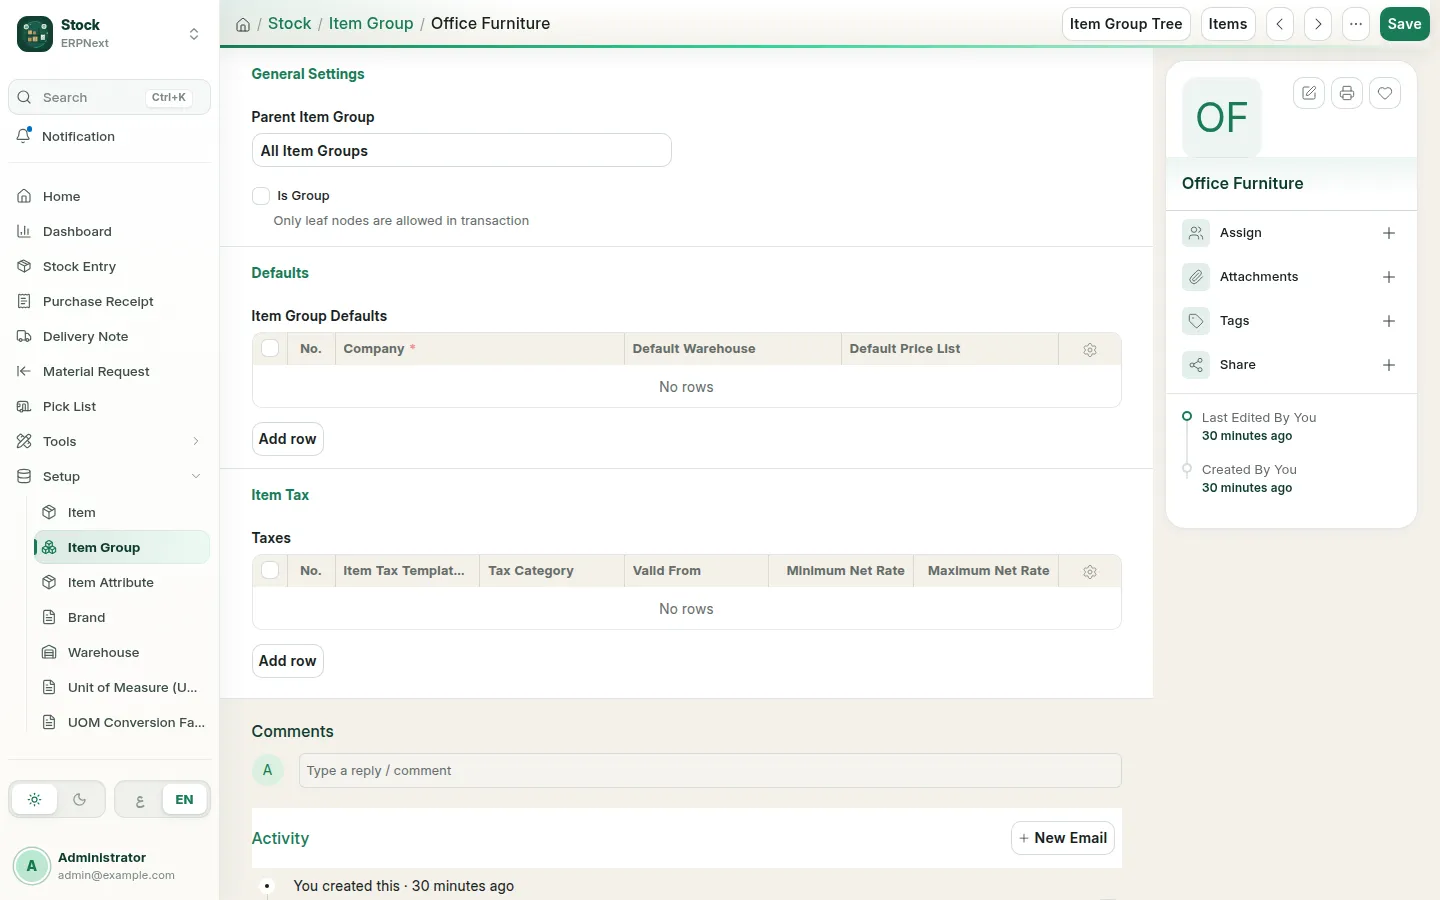 Stock
ERPNext
Search
Ctrl+K
Notification
Home
Dashboard
Stock Entry
Purchase Receipt
Delivery Note
Material Request
Pick List
Tools
Setup
Item
Item Group
Item Attribute
Brand
Warehouse
Unit of Measure (U...
UOM Conversion Fa...
ع
EN
A
Administrator
admin@example.com
/ Stock / Item Group / Office Furniture
Item Group Tree
Items
Save
General Settings
Parent Item Group
All Item Groups
Is Group
Only leaf nodes are allowed in transaction
Defaults
Item Group Defaults
No. Company * Default Warehouse Default Price List
No rows
Add row
Item Tax
Taxes
No. Item Tax Templat... Tax Category Valid From Minimum Net Rate Maximum Net Rate
No rows
Add row
Comments
A
Type a reply / comment
Activity
New Email
You created this · 30 minutes ago
OF
Office Furniture
Assign
Attachments
Tags
Share
Last Edited By You
30 minutes ago
Created By You
30 minutes ago